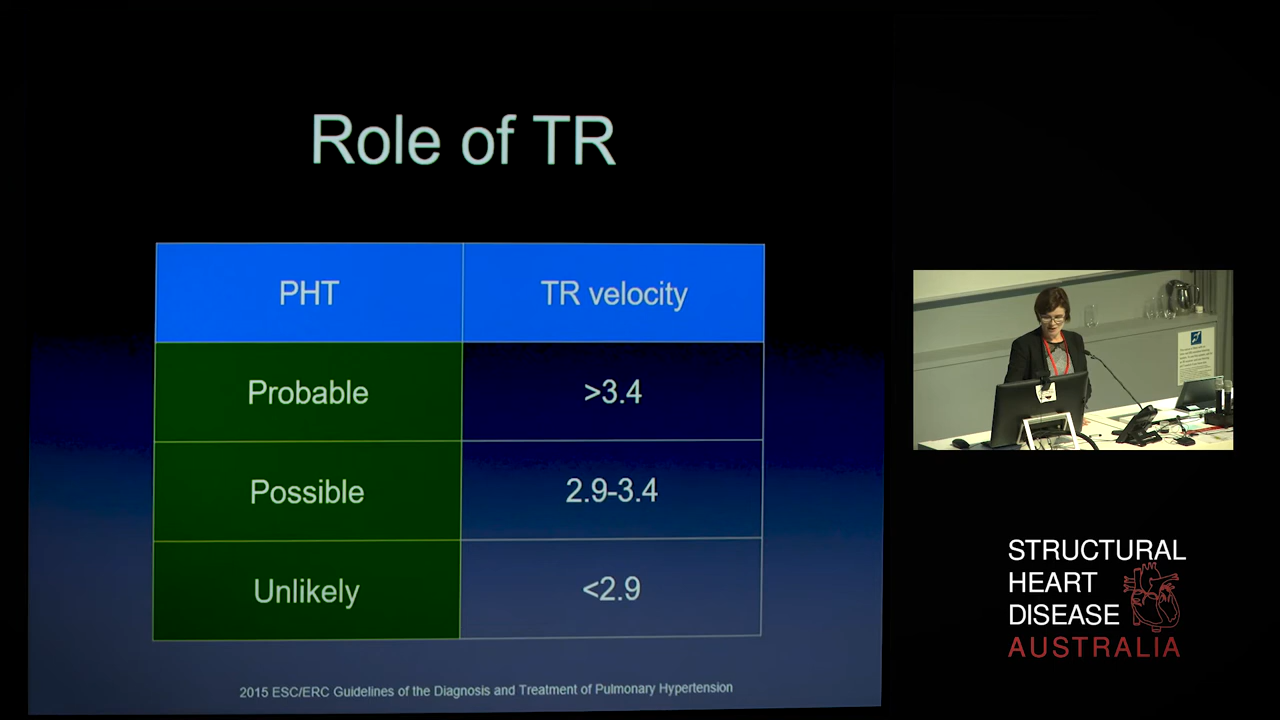 Role of TR
PHT
TR velocity
Probable
>3.4
Possible
2.9-3.4
Unlikely
<2.9
2015 ESC/ERC Guidelines of the Diagnosis and Treatment of Pulmonary Hypertension
STRUCTURAL
HEART
DISEASE
AUSTRALIA